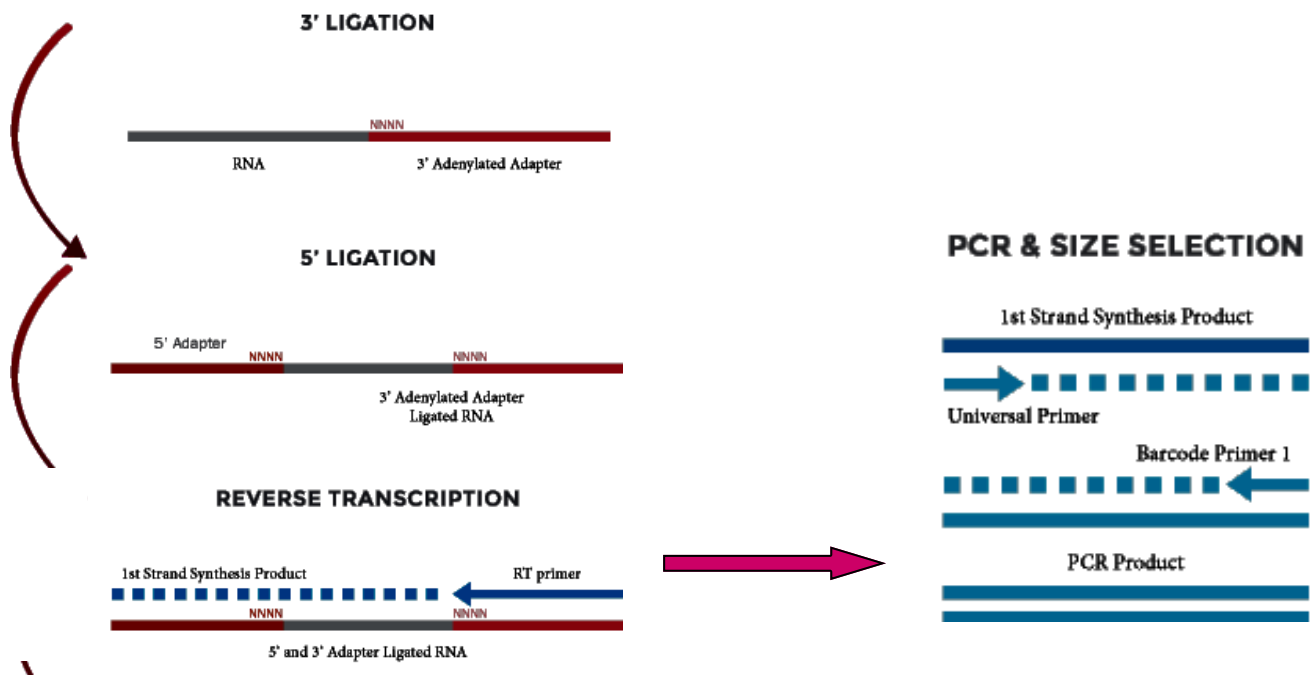 3' LIGATION
NNNN
RNA
3' Adenylated Adapter
5' LIGATION
5' Adapter
NNNN
NNNN
3' Adenylated Adapter
Ligated RNA
REVERSE TRANSCRIPTION
1st Strand Synthesis Product
RT primer
NNNN
NNNN
5' and 3' Adapter Ligated RNA
PCR & SIZE SELECTION
1st Strand Synthesis Product
Universal Primer
Barcode Primer 1
PCR Product